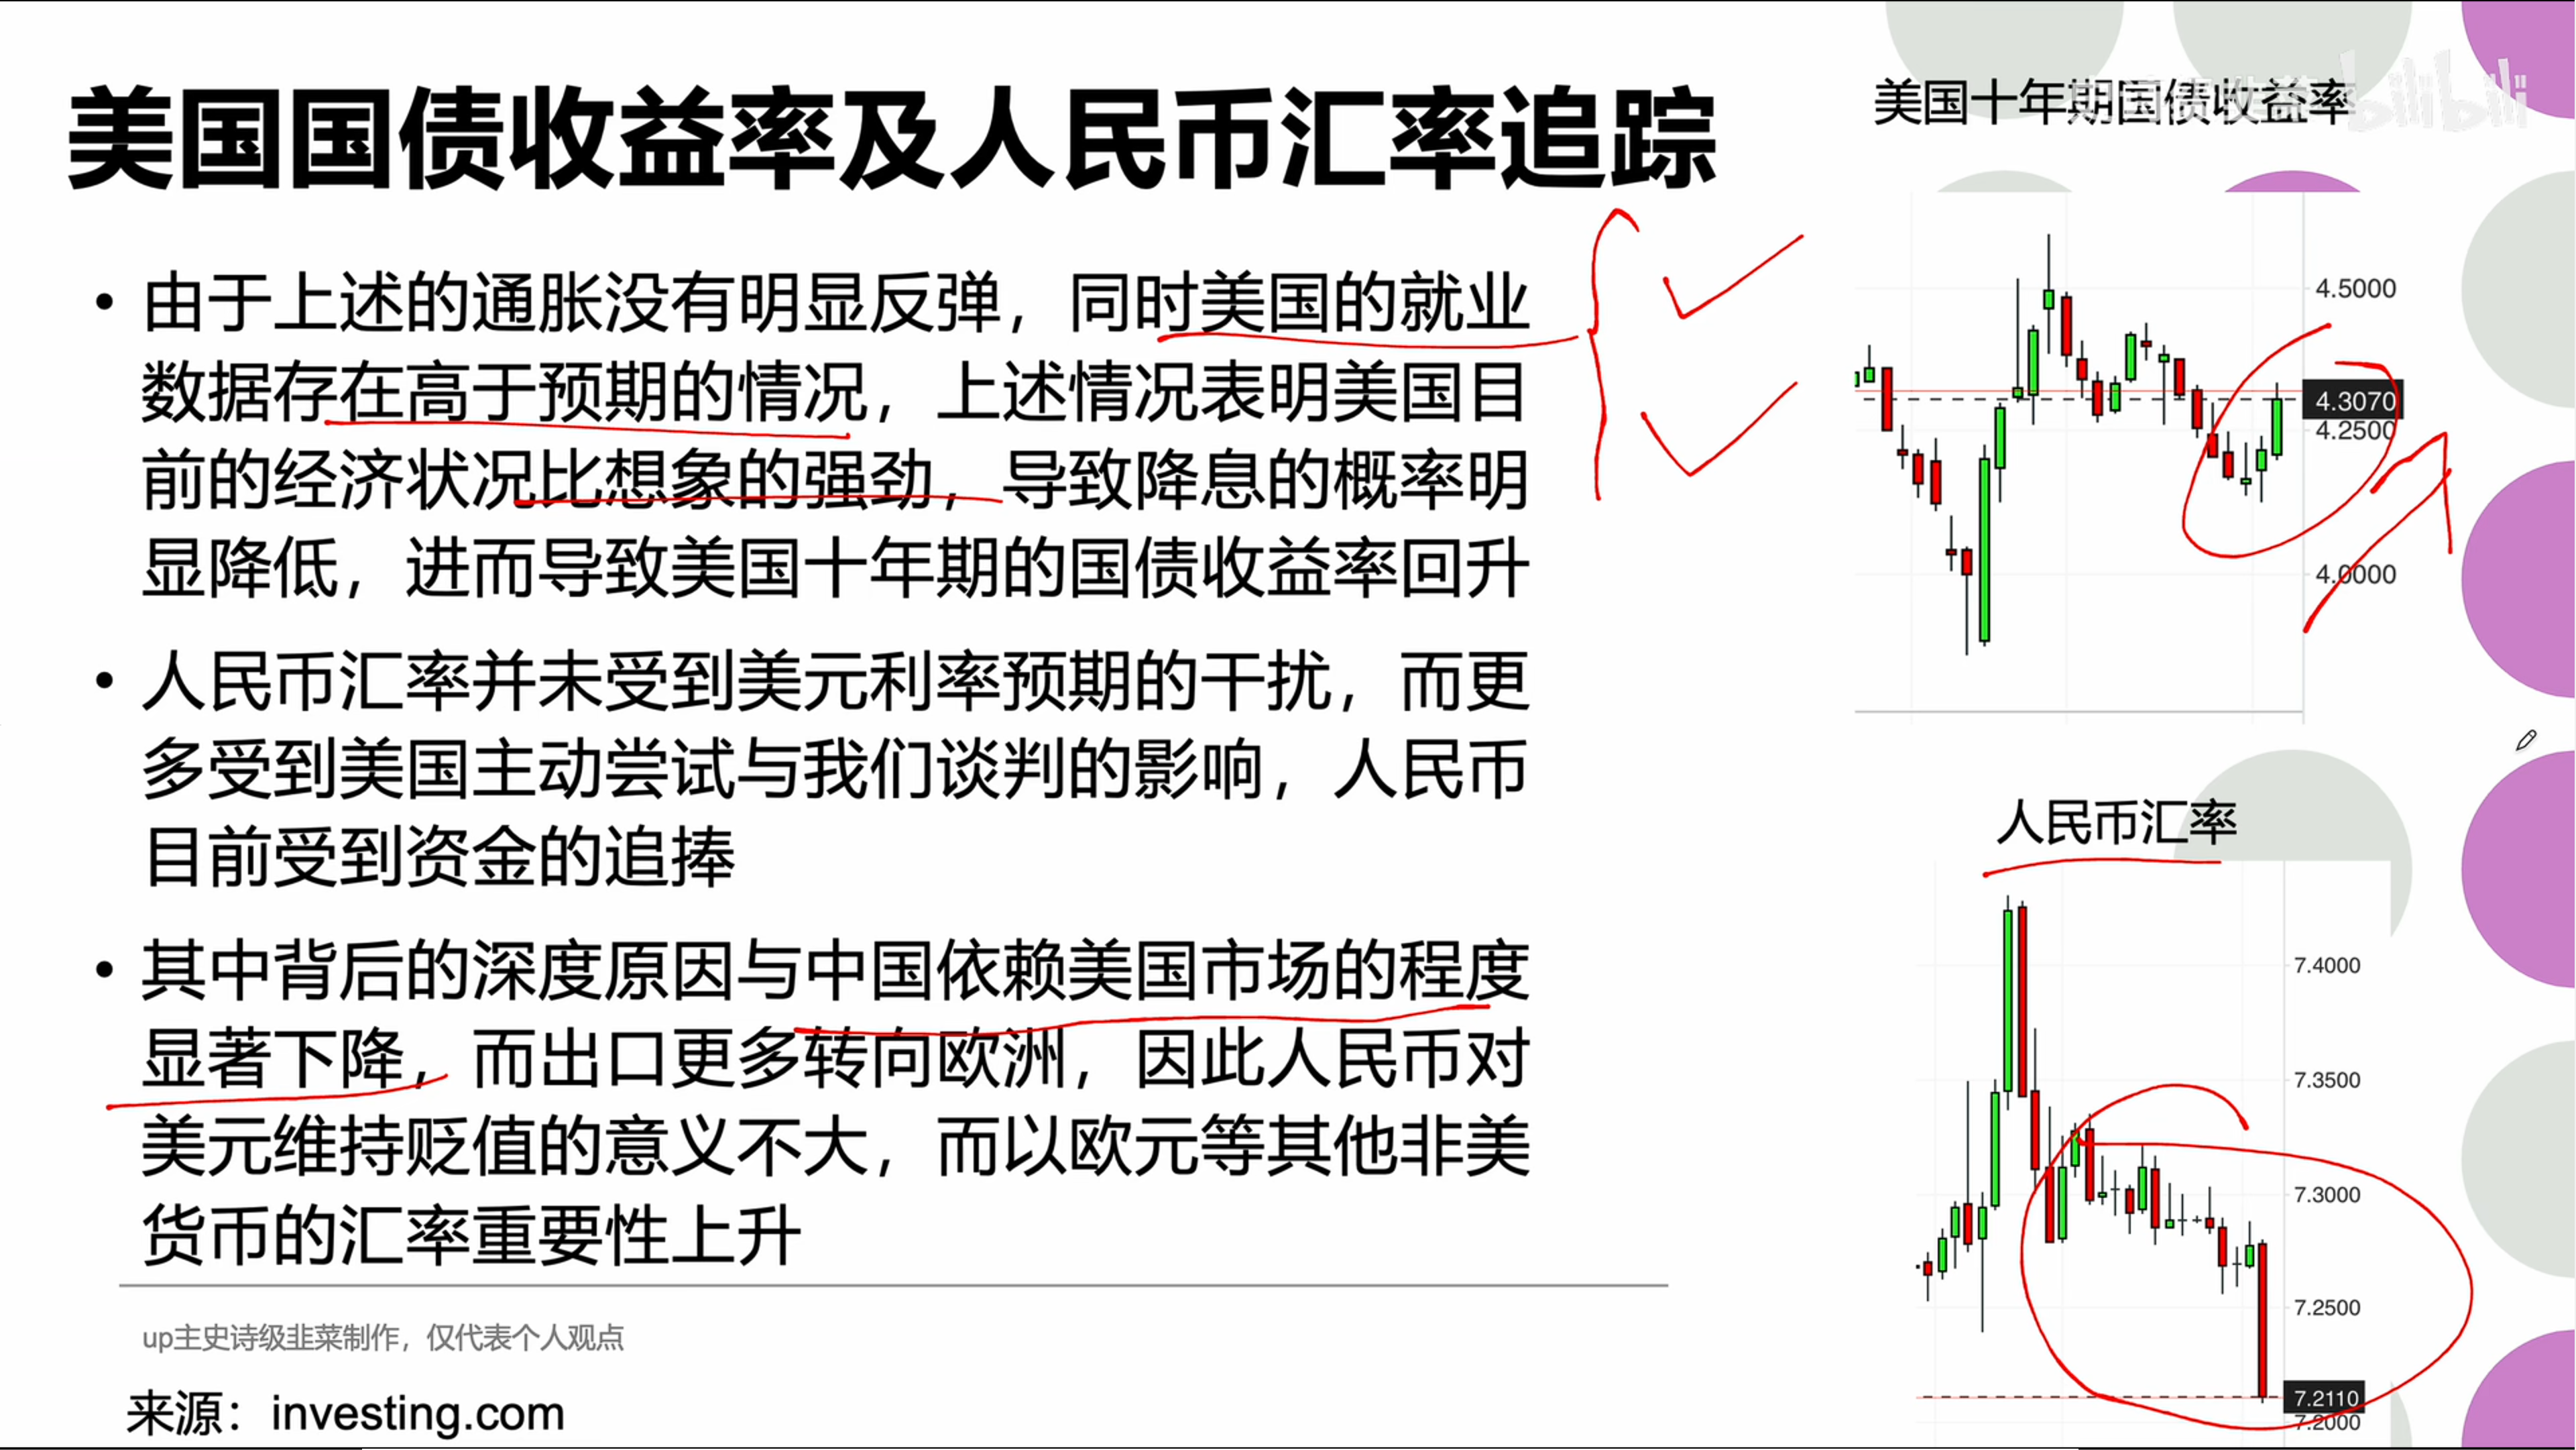 美国国债收益率及人民币汇率追踪
• 由于上述的通胀没有明显反弹，同时美国的就业
数据存在高于预期的情况，上述情况表明美国目
前的经济状况比想象的强劲，导致降息的概率明
显降低，进而导致美国十年期的国债收益率回升
• 人民币汇率并未受到美元利率预期的干扰，而更
多受到美国主动尝试与我们谈判的影响，人民币
目前受到资金的追捧
• 其中背后的深度原因与中国依赖美国市场的程度
显著下降，而出口更多转向欧洲，因此人民币对
美元维持贬值的意义不大，而以欧元等其他非美
货币的汇率重要性上升
up主史诗级韭菜制作，仅代表个人观点
来源：investing.com
美国十年期国债收益率
bilibili
4.5000
4.3070
4.2500
4.0000
人民币汇率
7.4000
7.3500
7.3000
7.2500
7.2110
7.2000